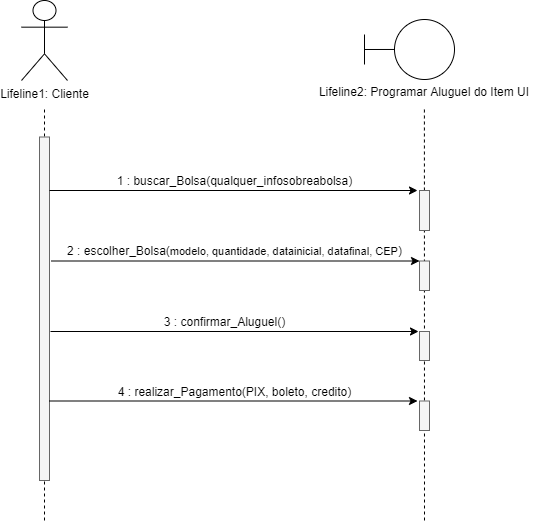 Lifeline1: Cliente
Lifeline2: Programar Aluguel do Item UI
1 : buscar_Bolsa(qualquer_infosobreabolsa)
2 : escolher_Bolsa(modelo, quantidade, datainicial, datafinal, CEP)
3 : confirmar_Aluguel()
4 : realizar_Pagamento(PIX, boleto, credito)